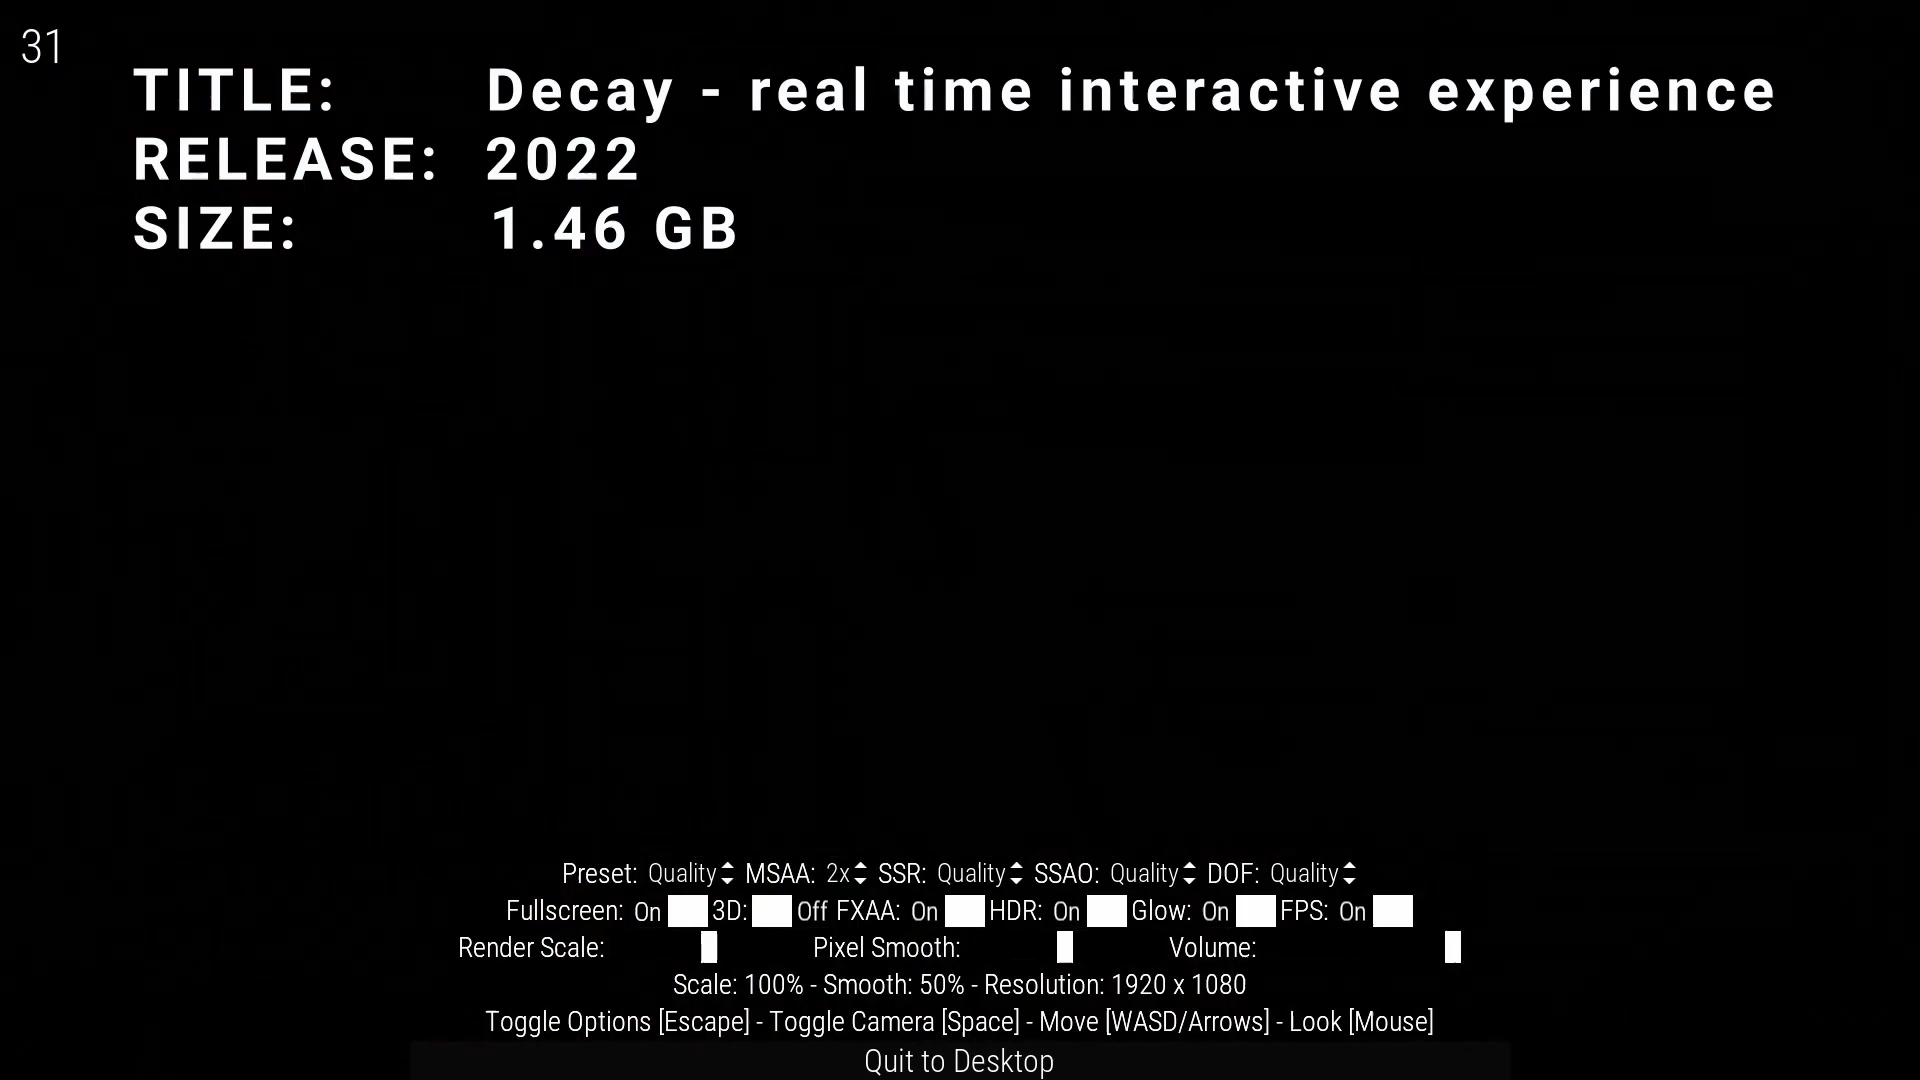 31
TITLE: Decay - real time interactive experience
RELEASE: 2022
SIZE: 1.46 GB
Preset: Quality MSAA: 2x SSR: Quality SSAO: Quality DOF: Quality
Fullscreen: On 3D: Off FXAA: On HDR: On Glow: On FPS: On
Render Scale: Pixel Smooth: Volume:
Scale: 100% - Smooth: 50% - Resolution: 1920 x 1080
Toggle Options [Escape] - Toggle Camera [Space] - Move [WASD/Arrows] - Look [Mouse]
Quit to Desktop